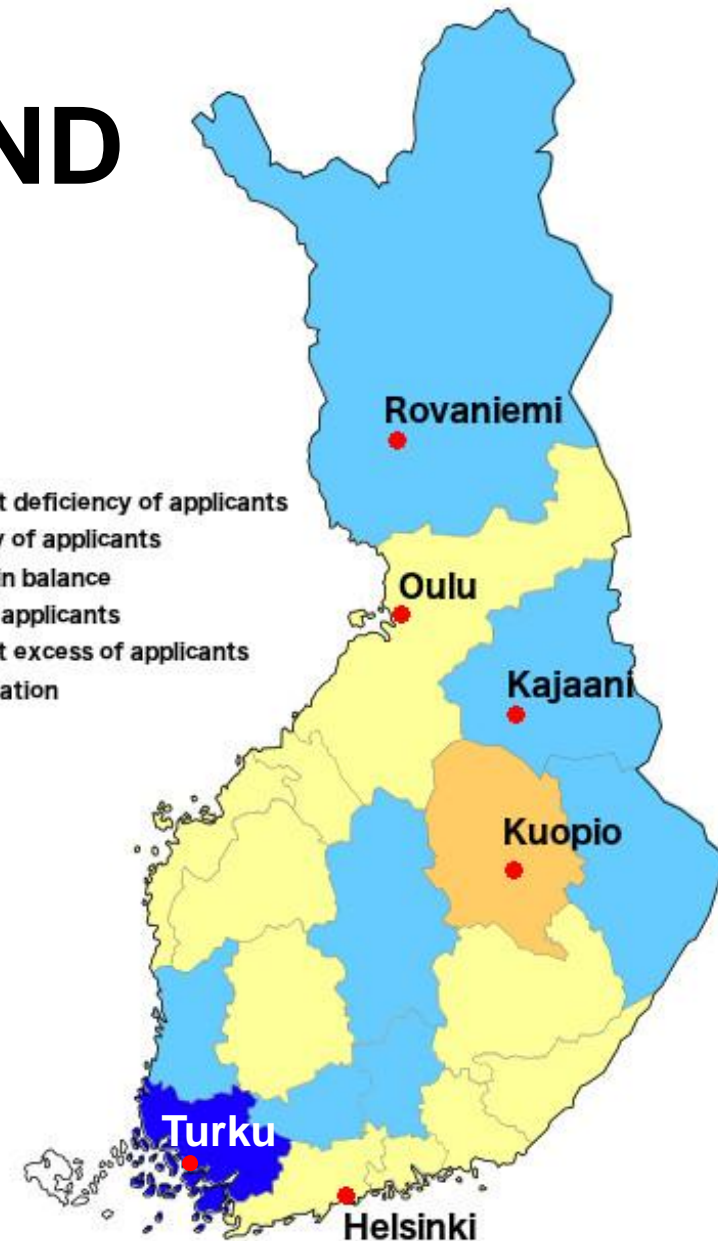 ND
Rovaniemi
t deficiency of applicants
y of applicants
in balance
Oulu
applicants
t excess of applicants
Kajaani
ation
Kuopio
Turku
Helsinki